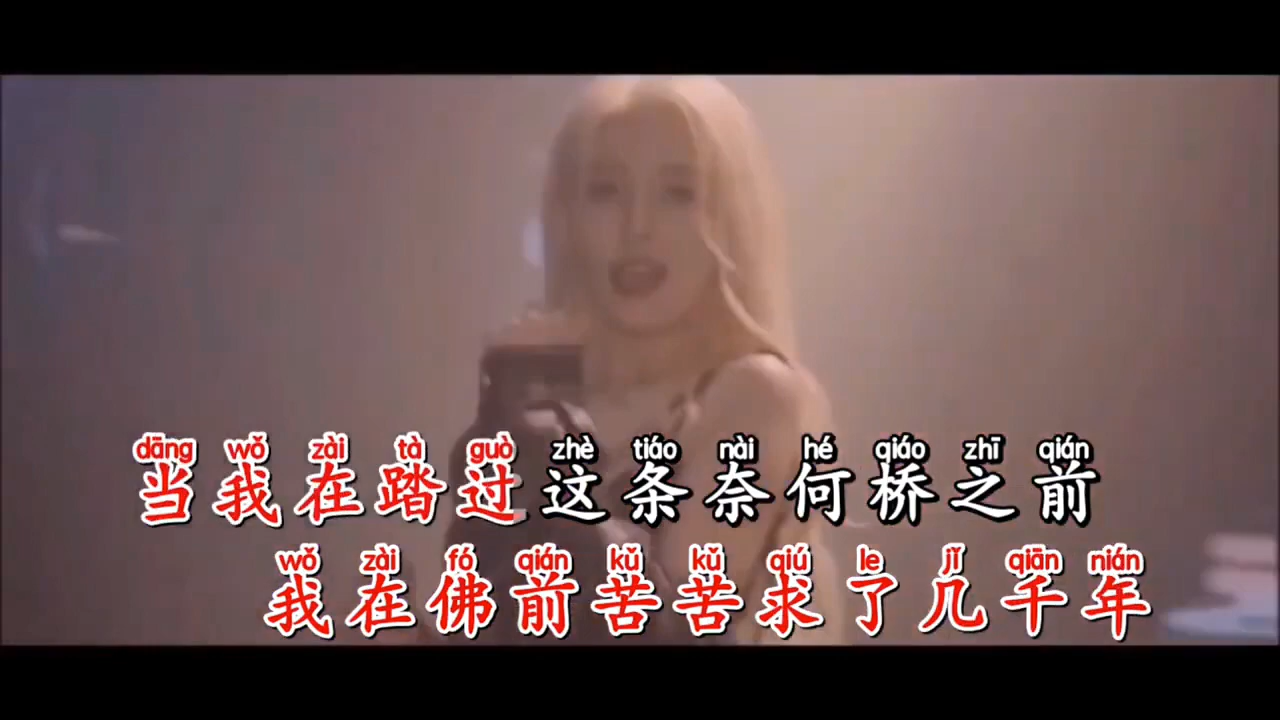 dāng wǒ zài tà guò zhè tiáo nài hé qiáo zhī qián
当我在踏过这条奈何桥之前
wǒ zài fó qián kǔ kǔ qiú le jǐ qiān nián
我在佛前苦苦求了几千年